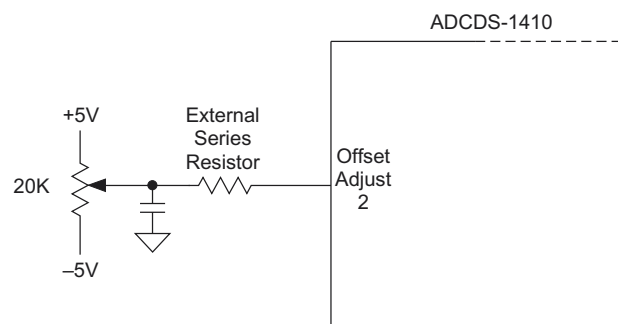 ADCDS-1410
+5V
External
Series
Resistor
20K
Offset
Adjust
2
–5V